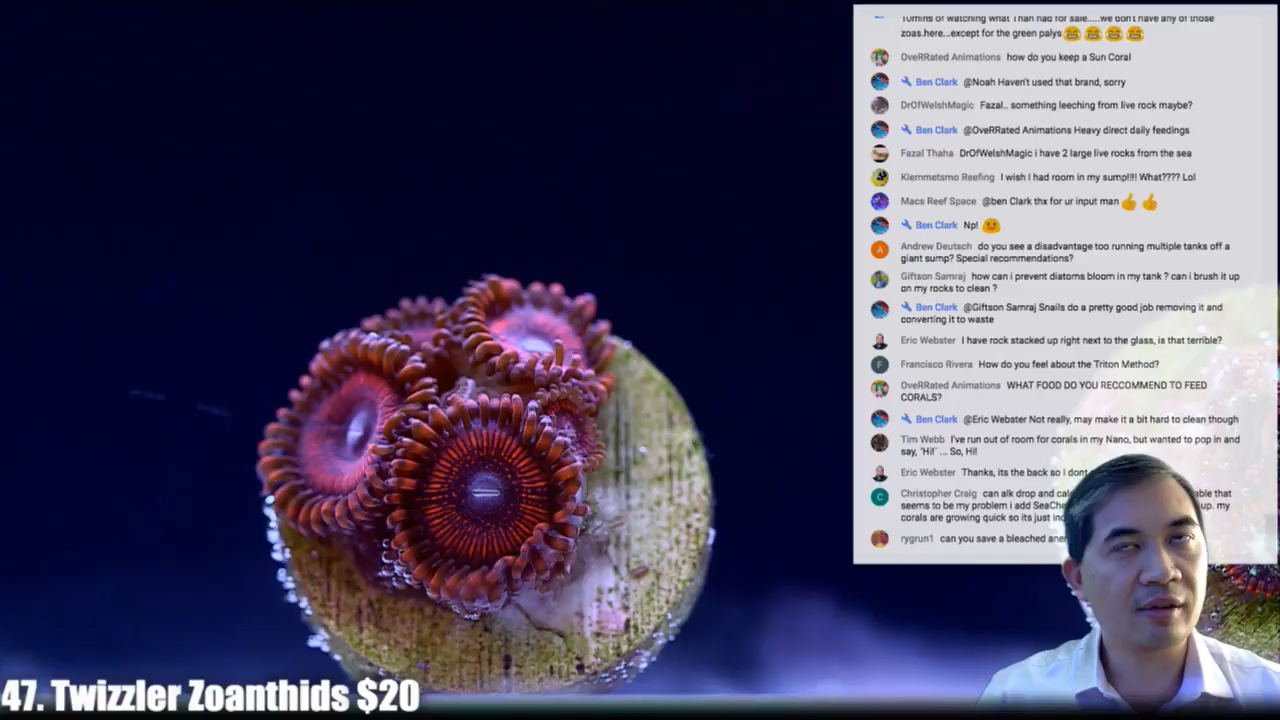 10mins of watching what Than had for sale.....we don't have any of those
zoas.here...except for the green palys
OveRRated Animations how do you keep a Sun Coral
Ben Clark @Noah Haven't used that brand, sorry
DrOfWelshMagic Fazal.. something leeching from live rock maybe?
Ben Clark @OveRRated Animations Heavy direct daily feedings
Fazal Thaha DrOfWelshMagic i have 2 large live rocks from the sea
Klemmetsmo Reefing I wish I had room in my sump!!!! What???? Lol
Macs Reef Space @ben Clark thx for ur input man
Ben Clark Np!
A Andrew Deutsch do you see a disadvantage too running multiple tanks off a
giant sump? Special recommendations?
Giftson Samraj how can i prevent diatoms bloom in my tank ? can i brush it up
on my rocks to clean ?
Ben Clark @Giftson Samraj Snails do a pretty good job removing it and
converting it to waste
Eric Webster I have rock stacked up right next to the glass, is that terrible?
F Francisco Rivera How do you feel about the Triton Method?
OveRRated Animations WHAT FOOD DO YOU RECCOMMEND TO FEED
CORALS?
Ben Clark @Eric Webster Not really, may make it a bit hard to clean though
Tim Webb I've run out of room for corals in my Nano, but wanted to pop in and
say, "Hi!" ... So, Hi!
Eric Webster Thanks, its the back so I dont
C Christopher Craig can alk drop and calc able that
seems to be my problem i add SeaChe up. my
corals are growing quick so its just inc
rygrun1 can you save a bleached ane
47. Twizzler Zoanthids $20